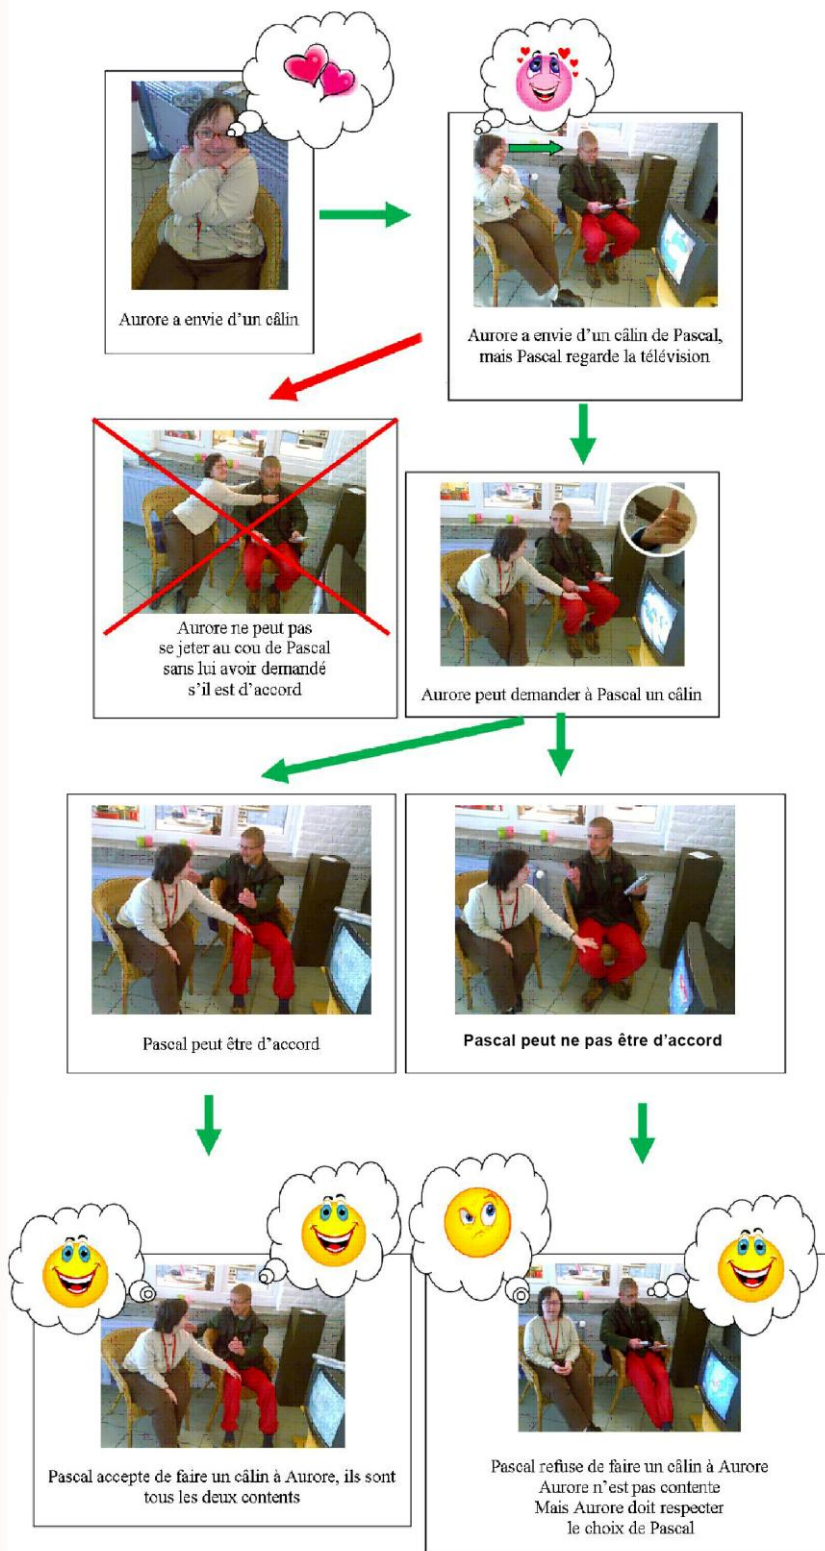 Aurore a envie d'un câlin
Aurore a envie d'un câlin de Pascal,
mais Pascal regarde la télévision
Aurore ne peut pas
se jeter au cou de Pascal
sans lui avoir demandé
s'il est d'accord
Aurore peut demander à Pascal un câlin
Pascal peut être d'accord
Pascal peut ne pas être d'accord
Pascal accepte de faire un câlin à Aurore, ils sont
tous les deux contents
Pascal refuse de faire un câlin à Aurore
Aurore n'est pas contente
Mais Aurore doit respecter
le choix de Pascal